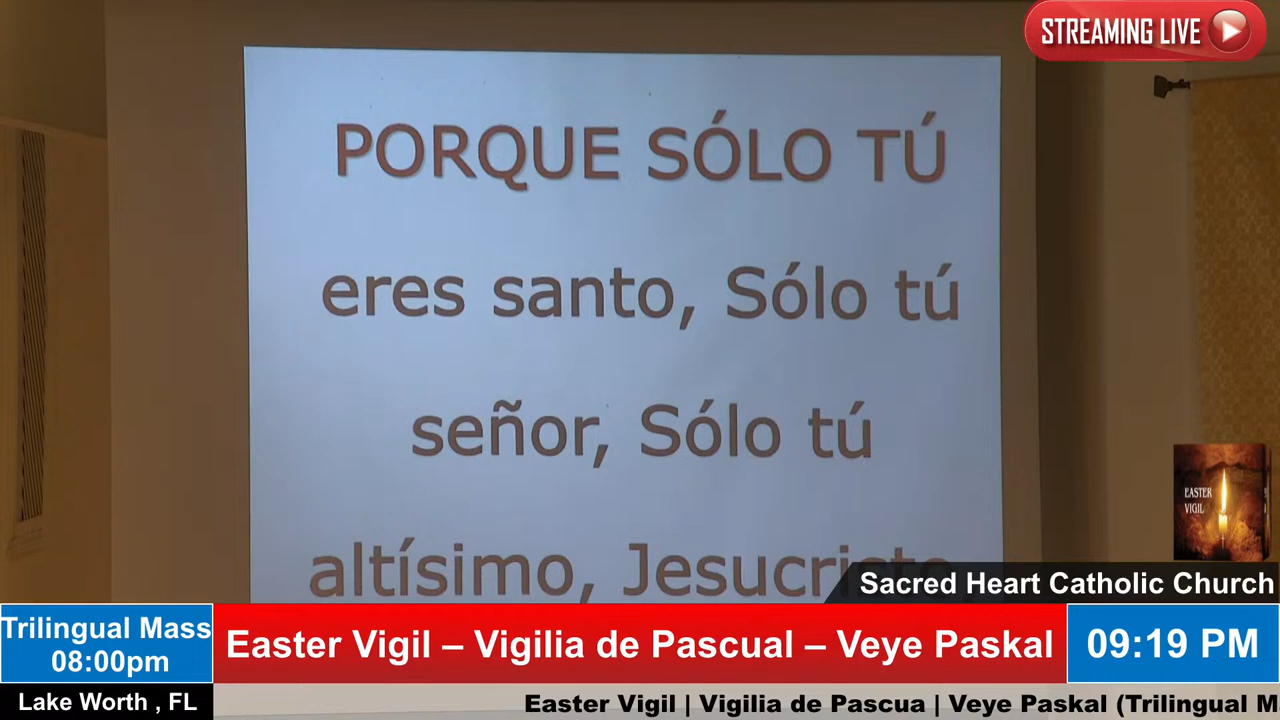 STREAMING LIVE
PORQUE SÓLO TÚ
eres santo, Sólo tú
señor, Sólo tú
altísimo, Jesucristo,
EASTER
VIGIL
Sacred Heart Catholic Church
Trilingual Mass
08:00pm
Easter Vigil – Vigilia de Pascual – Veye Paskal
09:19 PM
Lake Worth , FL
Easter Vigil | Vigilia de Pascua | Veye Paskal (Trilingual M